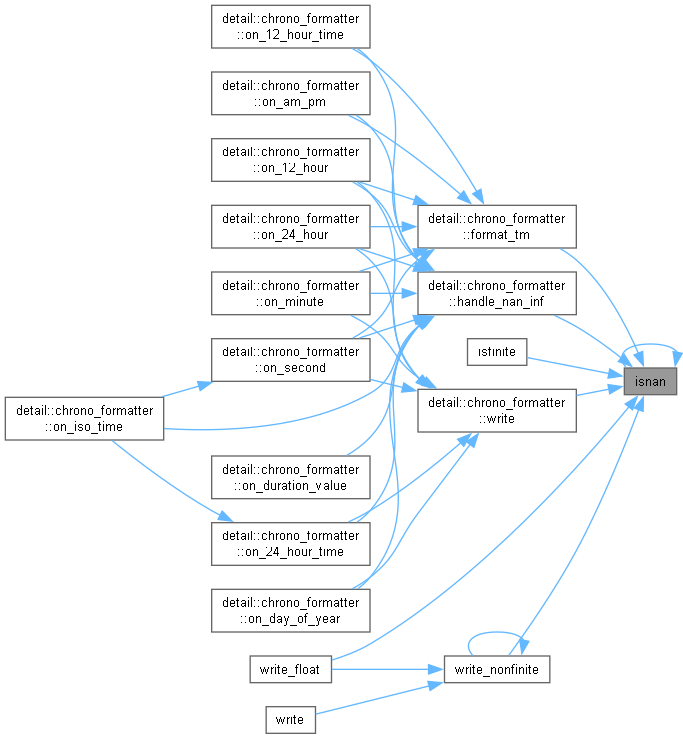 detail::chrono_formatter
::on_12_hour_time
detail::chrono_formatter
::on_am_pm
detail::chrono_formatter
::on_12_hour
detail::chrono_formatter
::on_24_hour
detail::chrono_formatter
::format_tm
detail::chrono_formatter
::on_minute
detail::chrono_formatter
::handle_nan_inf
detail::chrono_formatter
::on_second
isfinite
isnan
detail::chrono_formatter
::on_iso_time
detail::chrono_formatter
::write
detail::chrono_formatter
::on_duration_value
detail::chrono_formatter
::on_24_hour_time
detail::chrono_formatter
::on_day_of_year
write_float
write_nonfinite
write